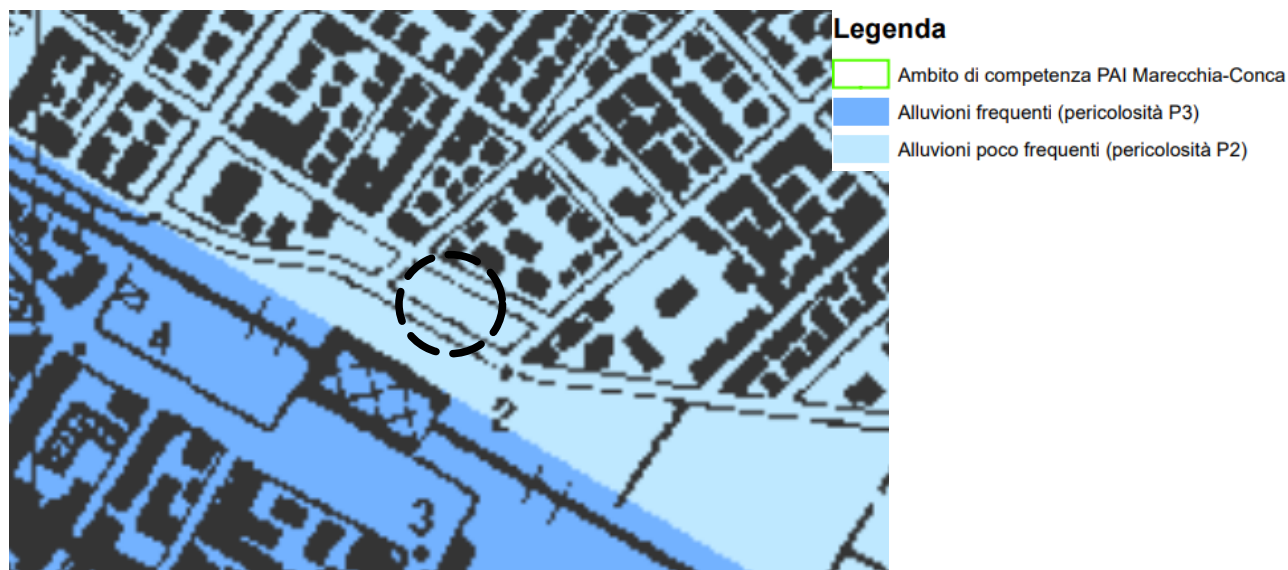 Legenda
Ambito di competenza PAI Marecchia-Conca
Alluvioni frequenti (pericolosità P3)
Alluvioni poco frequenti (pericolosità P2)
4
2
3